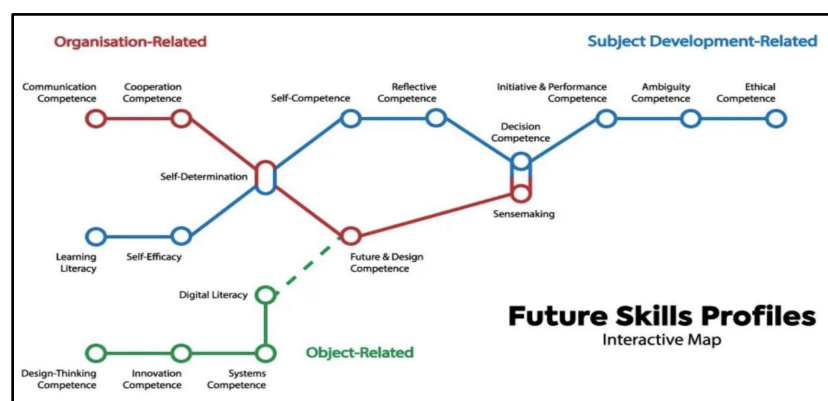 Organisation-Related
Subject Development-Related
Communication
Competence
Cooperation
Competence
Self-Competence
Reflective
Competence
Initiative & Performance
Competence
Ambiguity
Competence
Ethical
Competence
Decision
Competence
Self-Determination
Sensemaking
Learning
Literacy
Self-Efficacy
Future & Design
Competence
Digital Literacy
Future Skills Profiles
Interactive Map
Object-Related
Design-Thinking
Competence
Innovation
Competence
Systems
Competence